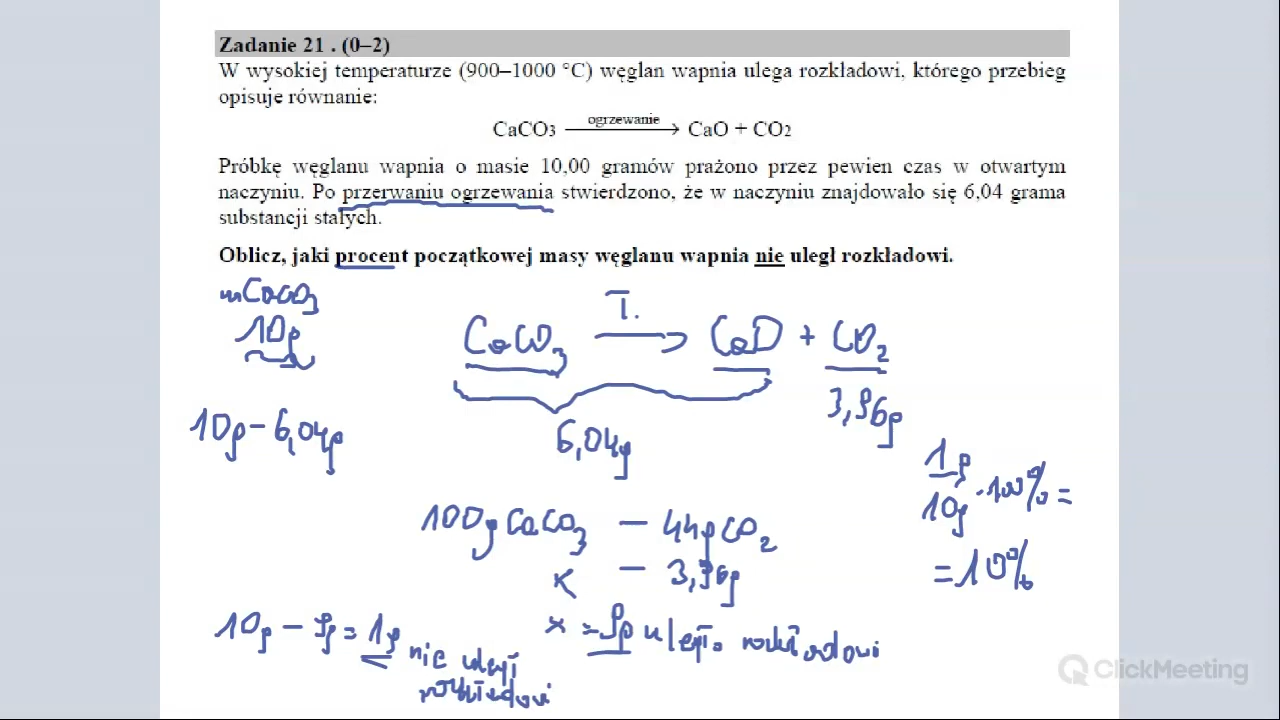 Zadanie 21 . (0–2)
W wysokiej temperaturze (900–1000 °C) węglan wapnia ulega rozkładowi, którego przebieg
opisuje równanie:
ogrzewanie
CaCO3 ⟶ CaO + CO2
Próbkę węglanu wapnia o masie 10,00 gramów prażono przez pewien czas w otwartym
naczyniu. Po przerwaniu ogrzewania stwierdzono, że w naczyniu znajdowało się 6,04 grama
substancji stałych.
Oblicz, jaki procent początkowej masy węglanu wapnia nie uległ rozkładowi.
mCaCO3
10g
T.
CaCO3 → CaO + CO2
3,96g
10g – 6,04g
6,04g
1g
10g · 100% =
= 10%
100g CaCO3 – 44g CO2
x – 3,96g
x = 9g uległo rozkładowi
10g – 9g = 1g nie uległ
rozkładowi
ClickMeeting